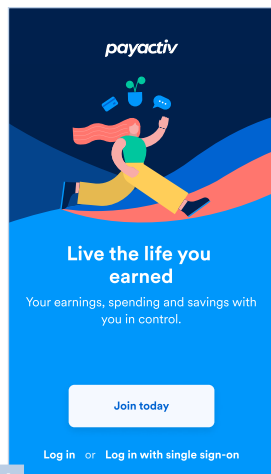 payactiv
Live the life you
earned
Your earnings, spending and savings with
you in control.
Join today
Log in or Log in with single sign-on